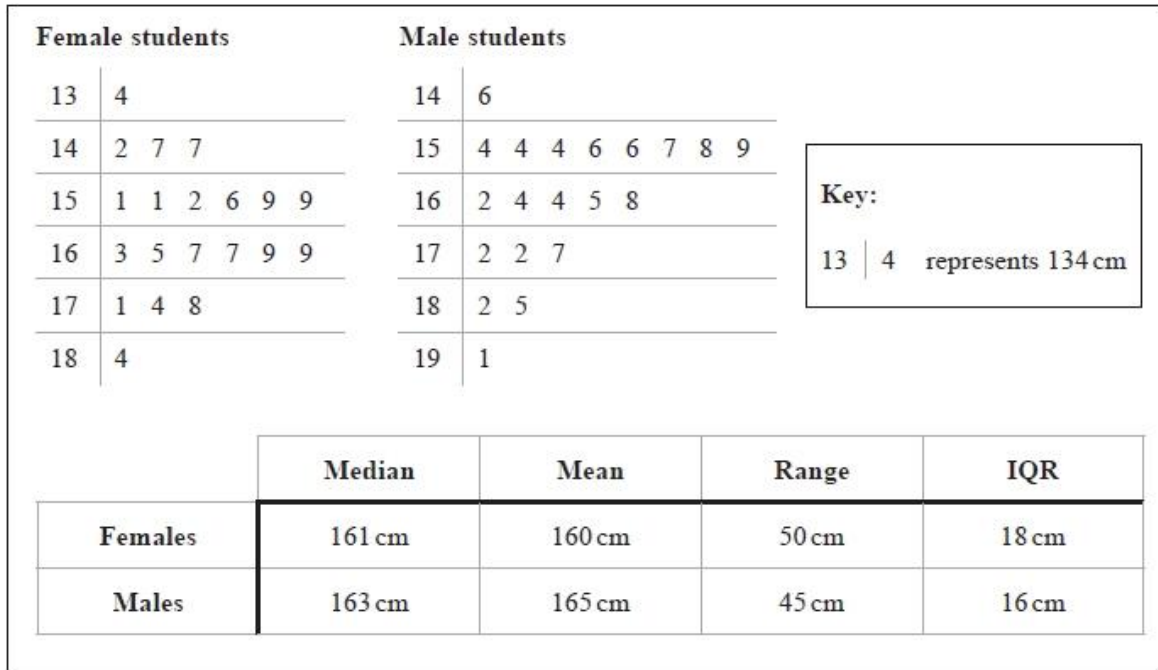 Female students
13 4
14 2 7 7
15 1 1 2 6 9 9
16 3 5 7 7 9 9
17 1 4 8
18 4
Male students
14 6
15 4 4 4 6 6 7 8 9
16 2 4 4 5 8
17 2 2 7
18 2 5
19 1
Key:
13 4 represents 134 cm
Median Mean Range IQR
Females 161 cm 160 cm 50 cm 18 cm
Males 163 cm 165 cm 45 cm 16 cm